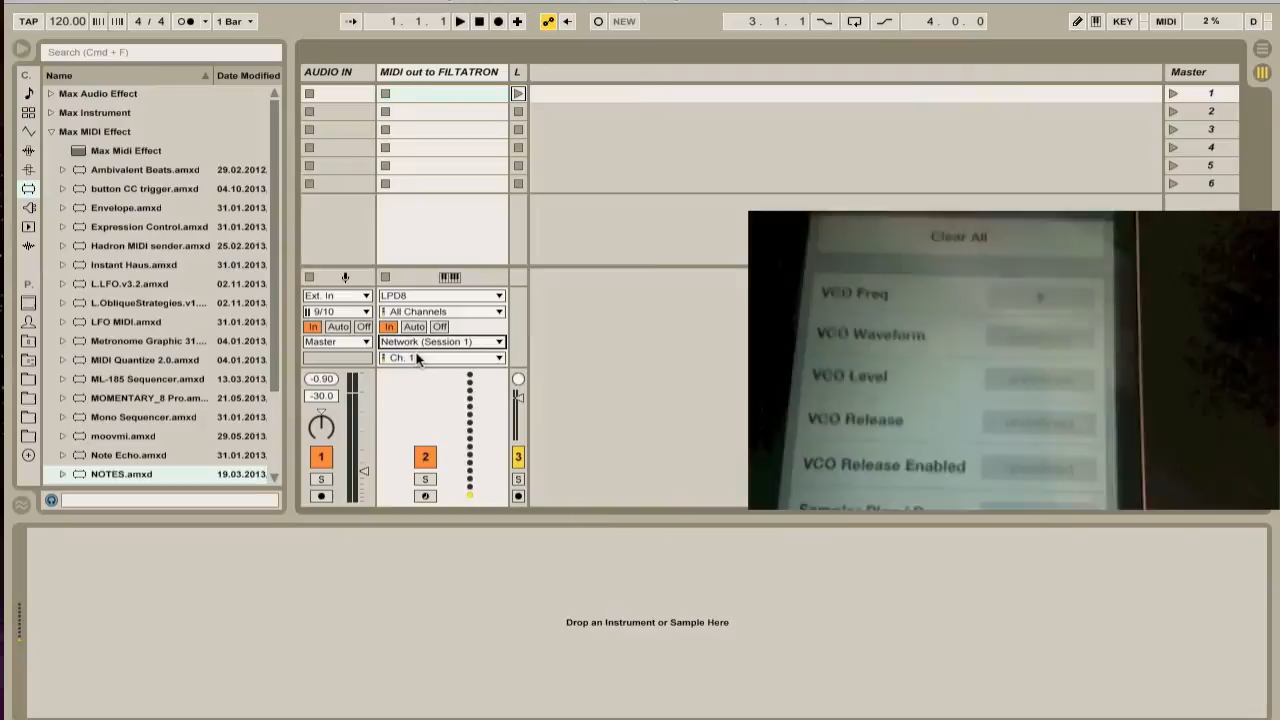 TAP 120.00 4 / 4 1 Bar 1. 1. 1 NEW 3. 1. 1 4. 0. 0 KEY MIDI 2 % D
Search (Cmd + F)
C. Name Date Modified
Max Audio Effect
Max Instrument
Max MIDI Effect
Max Midi Effect
Ambivalent Beats.amxd 29.02.2012
button CC trigger.amxd 04.10.2013
Envelope.amxd 31.01.2013
Expression Control.amxd 31.01.2013
Hadron MIDI sender.amxd 25.02.2013
Instant Haus.amxd 31.01.2013
P. L.LFO.v3.2.amxd 02.11.2013
L.ObliqueStrategies.v1.... 02.11.2013
LFO MIDI.amxd 31.01.2013
Metronome Graphic 31.... 04.01.2013
MIDI Quantize 2.0.amxd 04.01.2013
ML-185 Sequencer.amxd 13.03.2013
MOMENTARY_8 Pro.am... 21.05.2013
Mono Sequencer.amxd 31.01.2013
moovmi.amxd 29.05.2013
Note Echo.amxd 31.01.2013
NOTES.amxd 19.03.2013
AUDIO IN MIDI out to FILTATRON L Master
1
2
3
4
5
6
Ext. In LPD8
9/10 All Channels
In Auto Off In Auto Off
Master Network (Session 1)
Ch. 1
-0.90
-30.0
1 2 3
S S S
Clear All
VCO Freq
VCO Waveform
VCO Level
VCO Release
VCO Release Enabled
Drop an Instrument or Sample Here